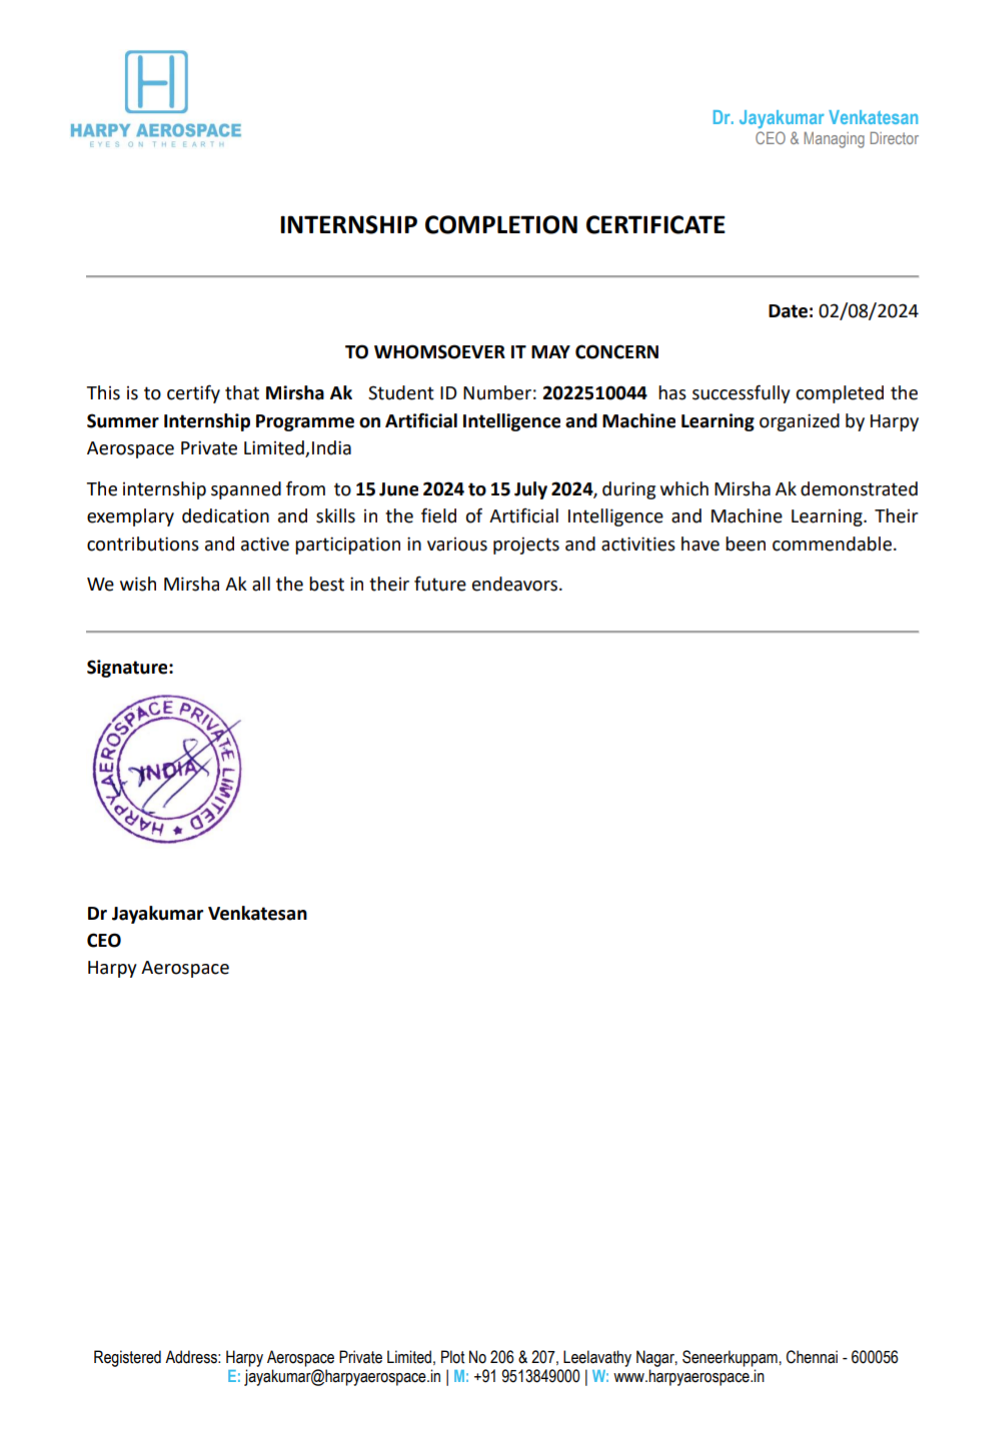 HARPY AEROSPACE
EYES ON THE EARTH
Dr. Jayakumar Venkatesan
CEO & Managing Director
INTERNSHIP COMPLETION CERTIFICATE
Date: 02/08/2024
TO WHOMSOEVER IT MAY CONCERN
This is to certify that Mirsha Ak Student ID Number: 2022510044 has successfully completed the
Summer Internship Programme on Artificial Intelligence and Machine Learning organized by Harpy
Aerospace Private Limited,India
The internship spanned from to 15 June 2024 to 15 July 2024, during which Mirsha Ak demonstrated
exemplary dedication and skills in the field of Artificial Intelligence and Machine Learning. Their
contributions and active participation in various projects and activities have been commendable.
We wish Mirsha Ak all the best in their future endeavors.
Signature:
HARPY AEROSPACE PRIVATE LIMITED ★
INDIA
Dr Jayakumar Venkatesan
CEO
Harpy Aerospace
Registered Address: Harpy Aerospace Private Limited, Plot No 206 & 207, Leelavathy Nagar, Seneerkuppam, Chennai - 600056
E: jayakumar@harpyaerospace.in | M: +91 9513849000 | W: www.harpyaerospace.in